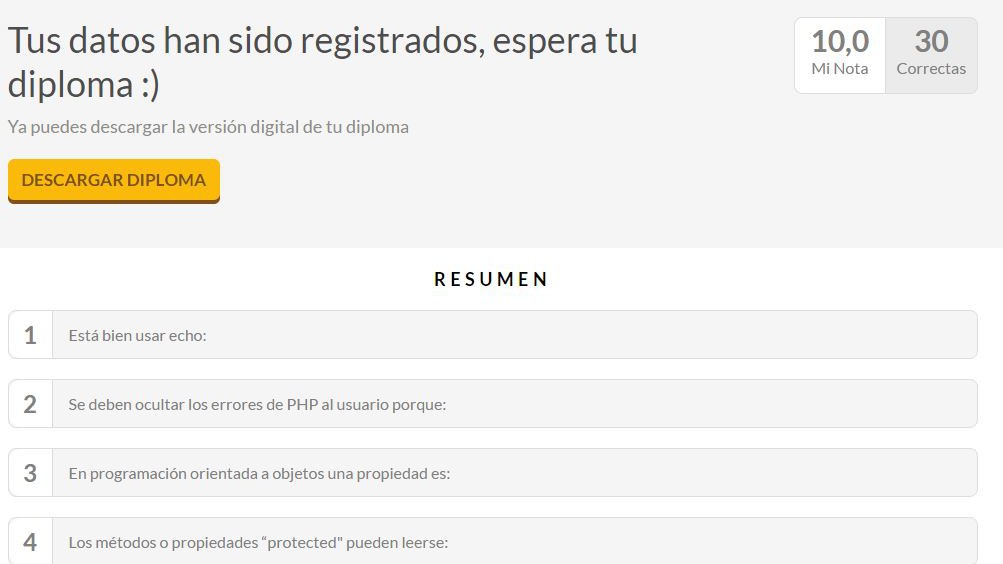 Tus datos han sido registrados, espera tu
diploma :)
Ya puedes descargar la versión digital de tu diploma
DESCARGAR DIPLOMA
10,0
Mi Nota
30
Correctas
RESUMEN
1 Está bien usar echo:
2 Se deben ocultar los errores de PHP al usuario porque:
3 En programación orientada a objetos una propiedad es:
4 Los métodos o propiedades “protected" pueden leerse: